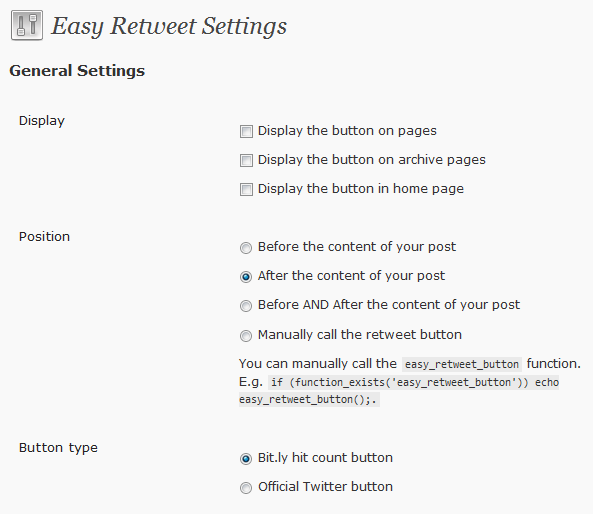 Easy Retweet Settings
General Settings
Display
Display the button on pages
Display the button on archive pages
Display the button in home page
Position
Before the content of your post
After the content of your post
Before AND After the content of your post
Manually call the retweet button
You can manually call the easy_retweet_button function.
E.g. if (function_exists('easy_retweet_button')) echo
easy_retweet_button();.
Button type
Bit.ly hit count button
Official Twitter button